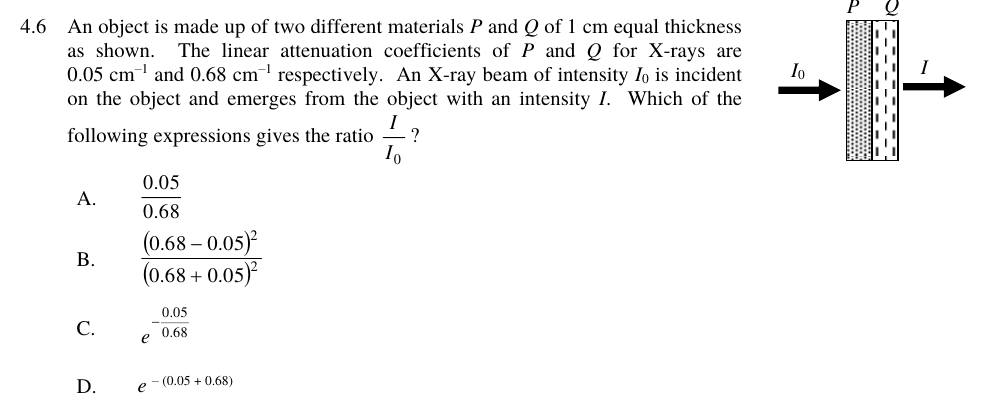 P Q
4.6 An object is made up of two different materials P and Q of 1 cm equal thickness
as shown. The linear attenuation coefficients of P and Q for X-rays are
0.05 cm⁻¹ and 0.68 cm⁻¹ respectively. An X-ray beam of intensity I₀ is incident
on the object and emerges from the object with an intensity I. Which of the
following expressions gives the ratio I/I₀ ?
I₀ I
A. 0.05/0.68
B. (0.68 – 0.05)²/(0.68 + 0.05)²
C. e^(–0.05/0.68)
D. e^(– (0.05 + 0.68))